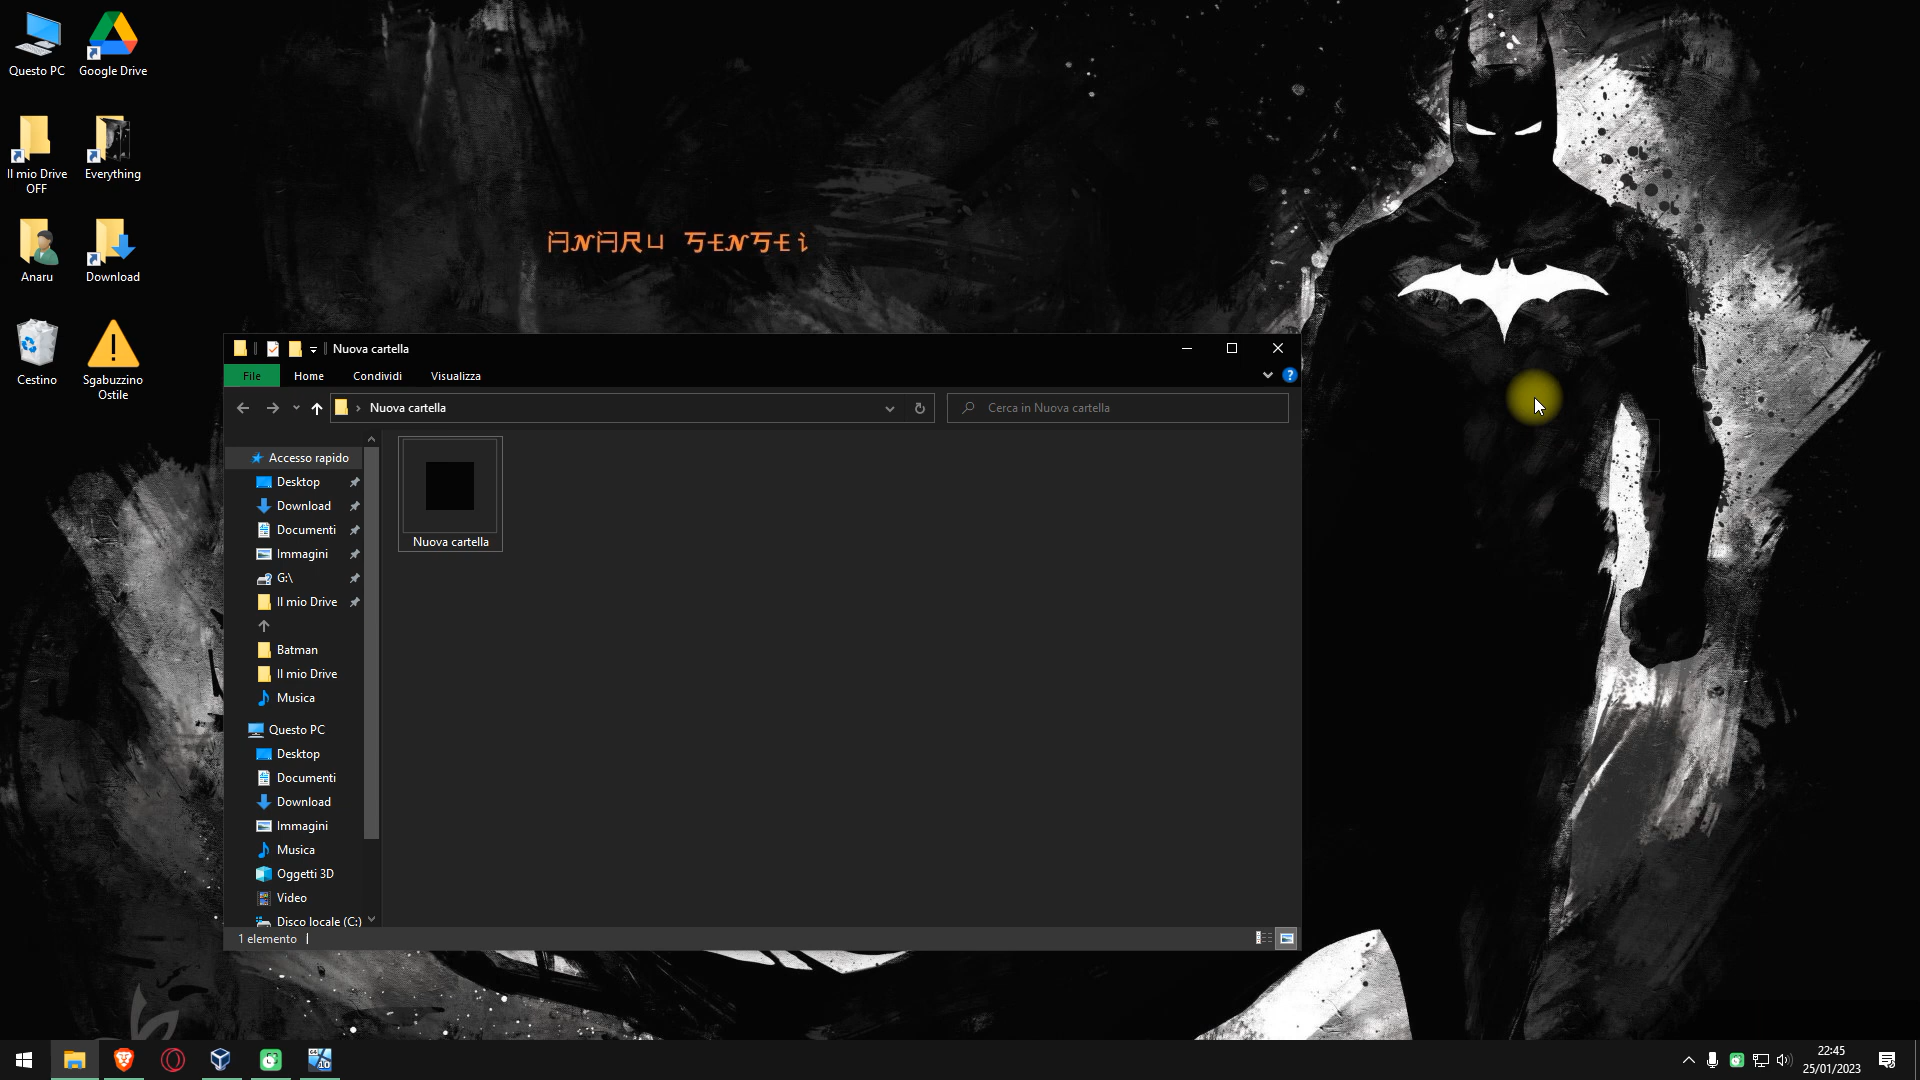 Questo PC
Google Drive
Il mio Drive
OFF
Everything
Anaru
Download
Cestino
Sgabuzzino
Ostile
Nuova cartella
File
Home
Condividi
Visualizza
Nuova cartella
Cerca in Nuova cartella
Accesso rapido
Desktop
Download
Documenti
Immagini
G:\
Il mio Drive
Batman
Il mio Drive
Musica
Questo PC
Desktop
Documenti
Download
Immagini
Musica
Oggetti 3D
Video
Disco locale (C:)
Nuova cartella
1 elemento
22:45
25/01/2023